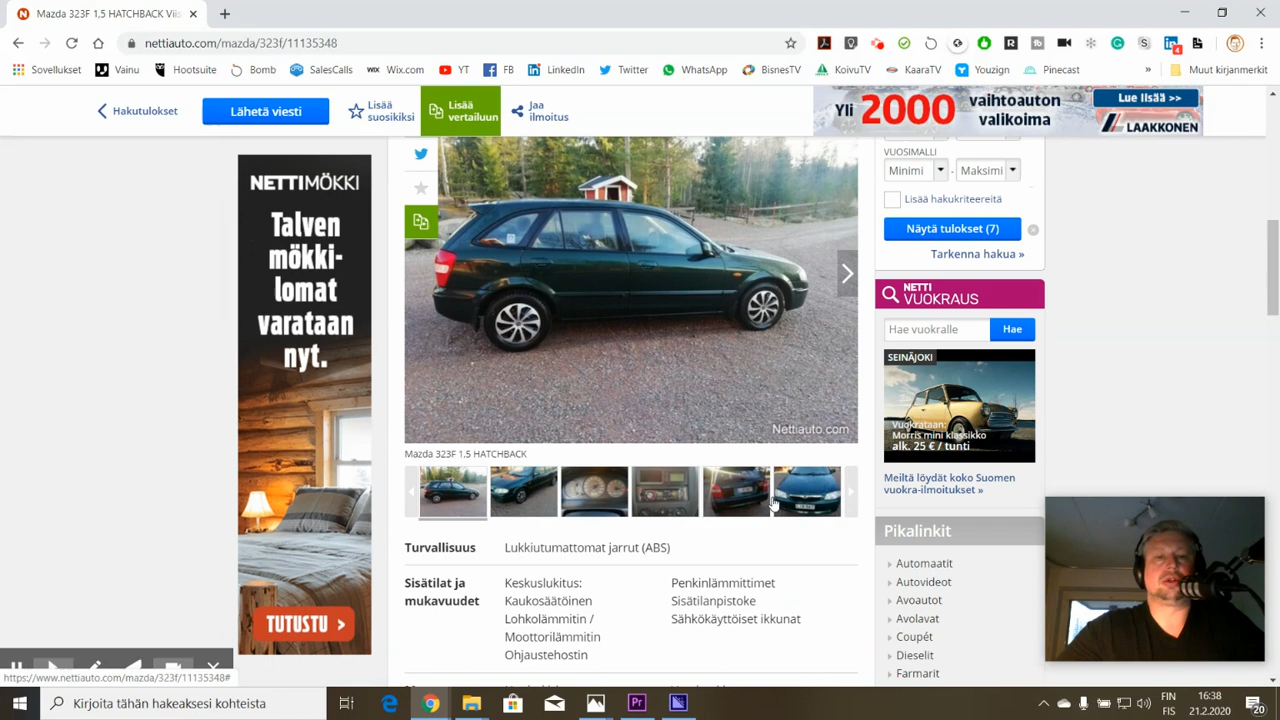 Mazda 323F 1,5 HATCHBACK Viis
nettiauto.com/mazda/323f/11135348
Sovellukset
Vainu
Hootsuite
Bomb
SalesCalls
WIX Wix.com
YT
FB
LinkedIn
Twitter
WhatsApp
BisnesTV
KoivuTV
KaaraTV
Youzign
Pinecast
»
Muut kirjanmerkit
Hakutulokset
Lähetä viesti
Lisää
suosikiksi
Lisää
vertailuun
Jaa
ilmoitus
Yli 2000 vaihtoauton
valikoima
Lue lisää >>
LAAKKONEN
NETTIMÖKKI
Talven
mökki-
lomat
varataan
nyt.
TUTUSTU >
Nettiauto.com
Mazda 323F 1,5 HATCHBACK
Turvallisuus
Lukkiutumattomat jarrut (ABS)
Sisätilat ja
mukavuudet
Keskuslukitus:
Kaukosäätöinen
Lohkolämmitin /
Moottorilämmitin
Ohjaustehostin
Penkinlämmittimet
Sisätilanpistoke
Sähkökäyttöiset ikkunat
VUOSIMALLI
Minimi - Maksimi
Lisää hakukriteereitä
Näytä tulokset (7)
Tarkenna hakua »
NETTI
VUOKRAUS
Hae vuokralle
Hae
SEINÄJOKI
Vuokrataan:
Morris mini klassikko
alk. 25 € / tunti
Meiltä löydät koko Suomen
vuokra-ilmoitukset »
Pikalinkit
Automaatit
Autovideot
Avoautot
Avolavat
Coupét
Dieselit
Farmarit
https://www.nettiauto.com/mazda/323f/11135348#
Kirjoita tähän hakeaksesi kohteista
Pr
FIN
FIS
16:38
21.2.2020
20